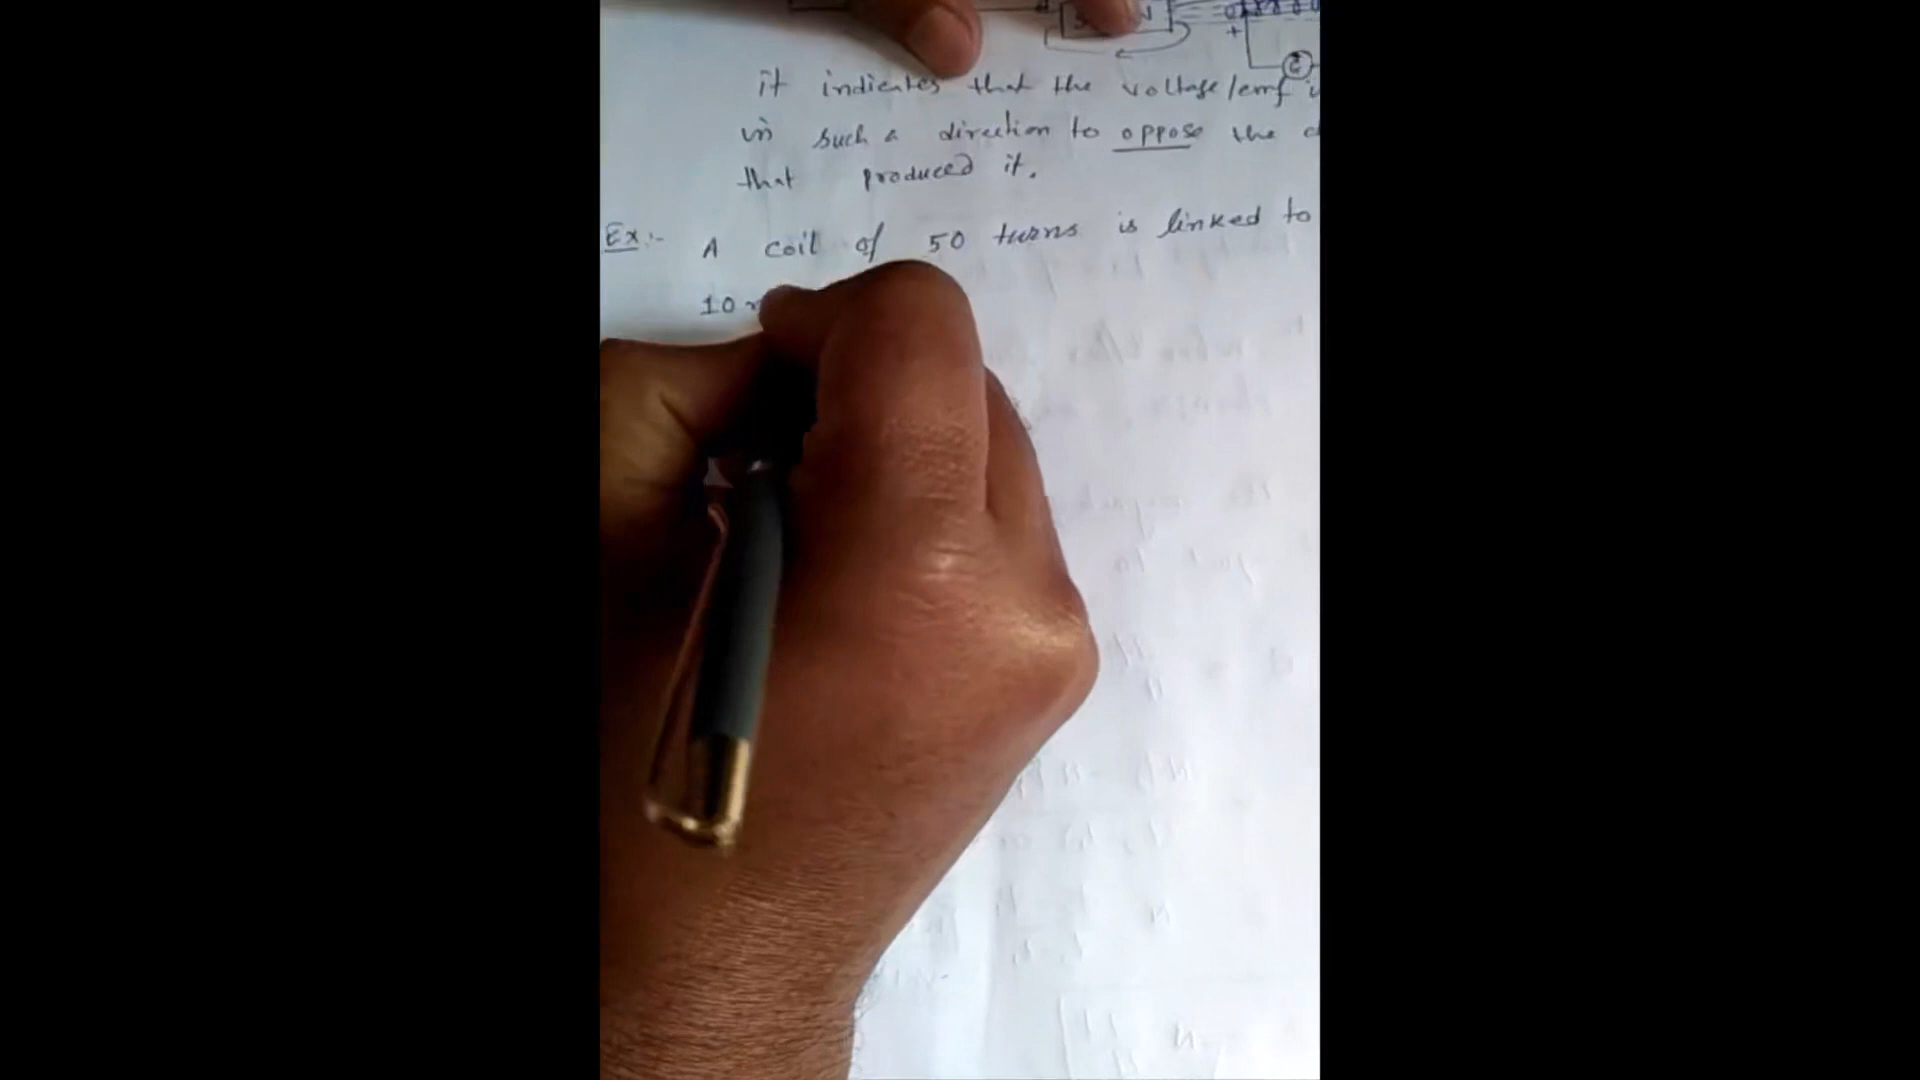 S N
+
G
it indicates that the voltage/emf
in such a direction to oppose the
that produced it.
Ex:- A coil of 50 turns is linked to
10